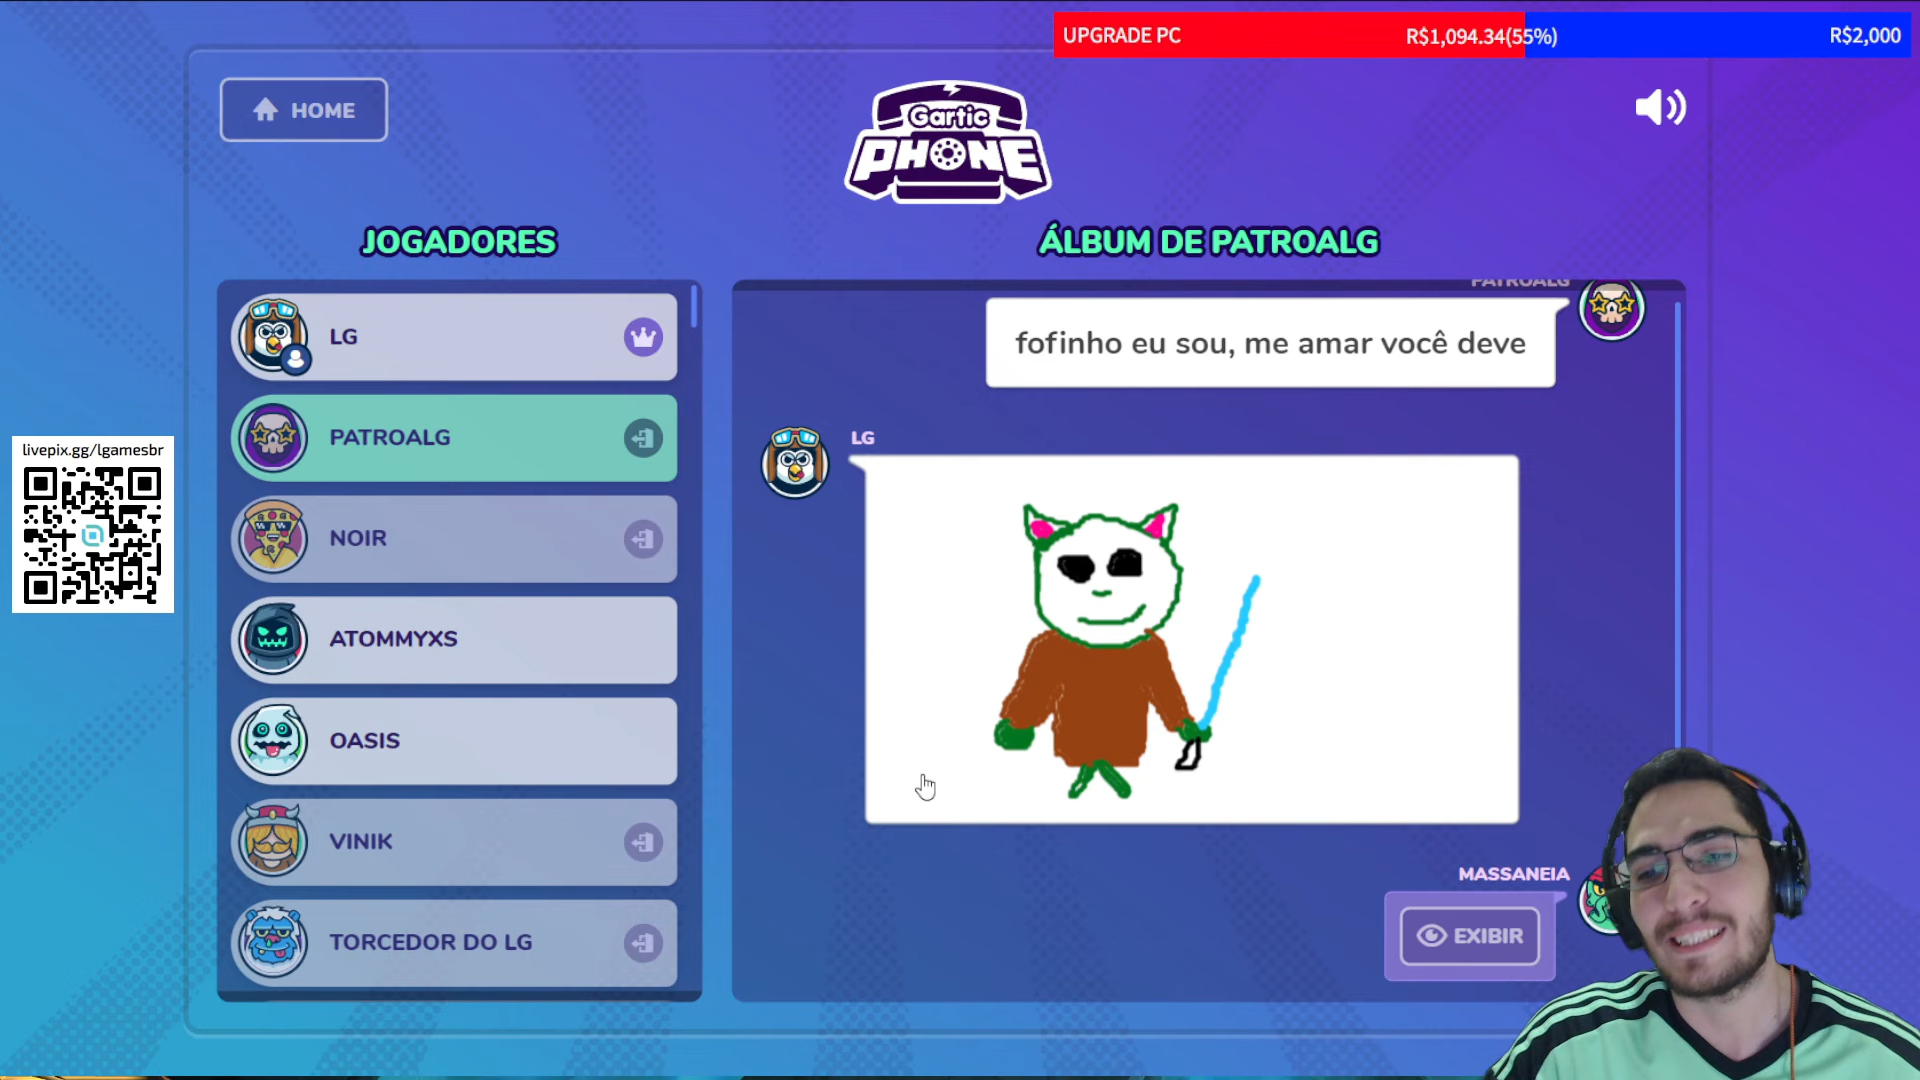 UPGRADE PC R$1,094.34(55%) R$2,000
HOME
Gartic
PHONE
JOGADORES
ÁLBUM DE PATROALG
PATROALG
fofinho eu sou, me amar você deve
LG
LG
PATROALG
livepix.gg/lgamesbr
NOIR
ATOMMYXS
OASIS
VINIK
MASSANEIA
EXIBIR
TORCEDOR DO LG